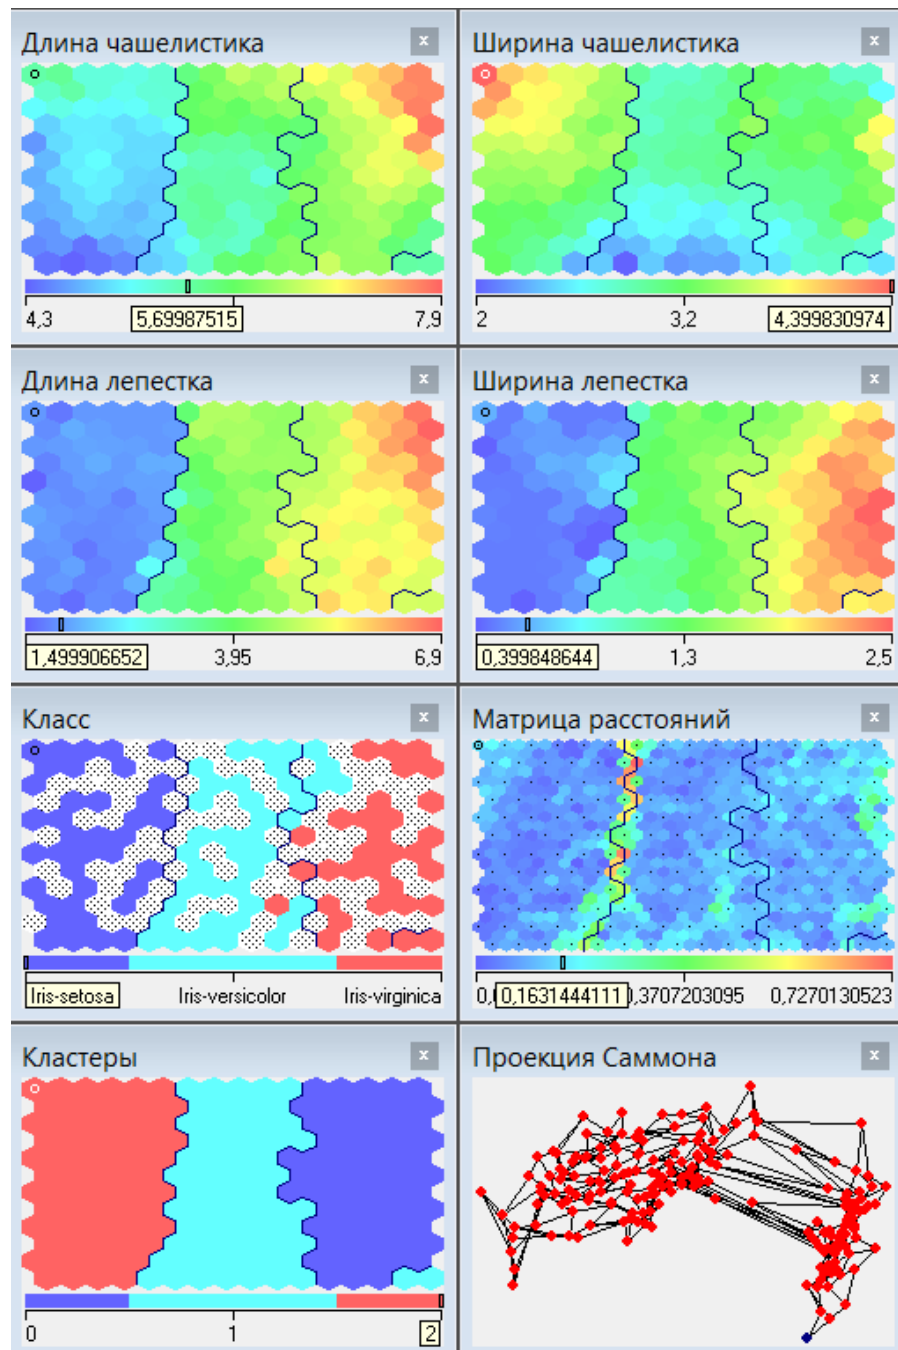 Длина чашелистика x
Ширина чашелистика x
4,3 5,69987515 7,9
2 3,2 4,399830974
Длина лепестка x
Ширина лепестка x
1,499906652 3,95 6,9
0,399848644 1,3 2,5
Класс x
Матрица расстояний x
Iris-setosa Iris-versicolor Iris-virginica
0,1631444111 ,3707203095 0,7270130523
Кластеры x
Проекция Саммона x
0 1 2